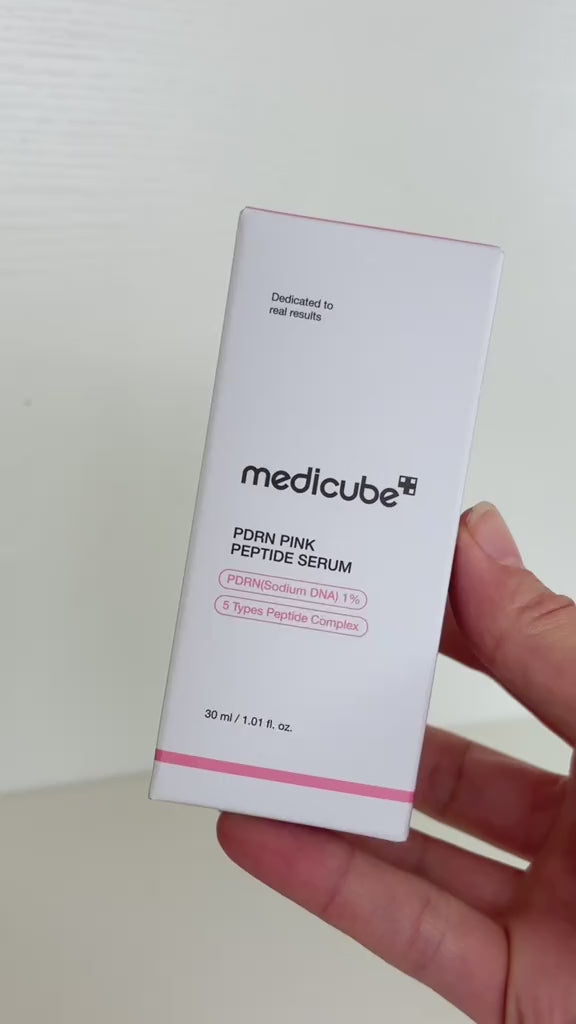 Dedicated to
real results
medicube
PDRN PINK
PEPTIDE SERUM
PDRN(Sodium DNA) 1%
5 Types Peptide Complex
30 ml / 1.01 fl. oz.